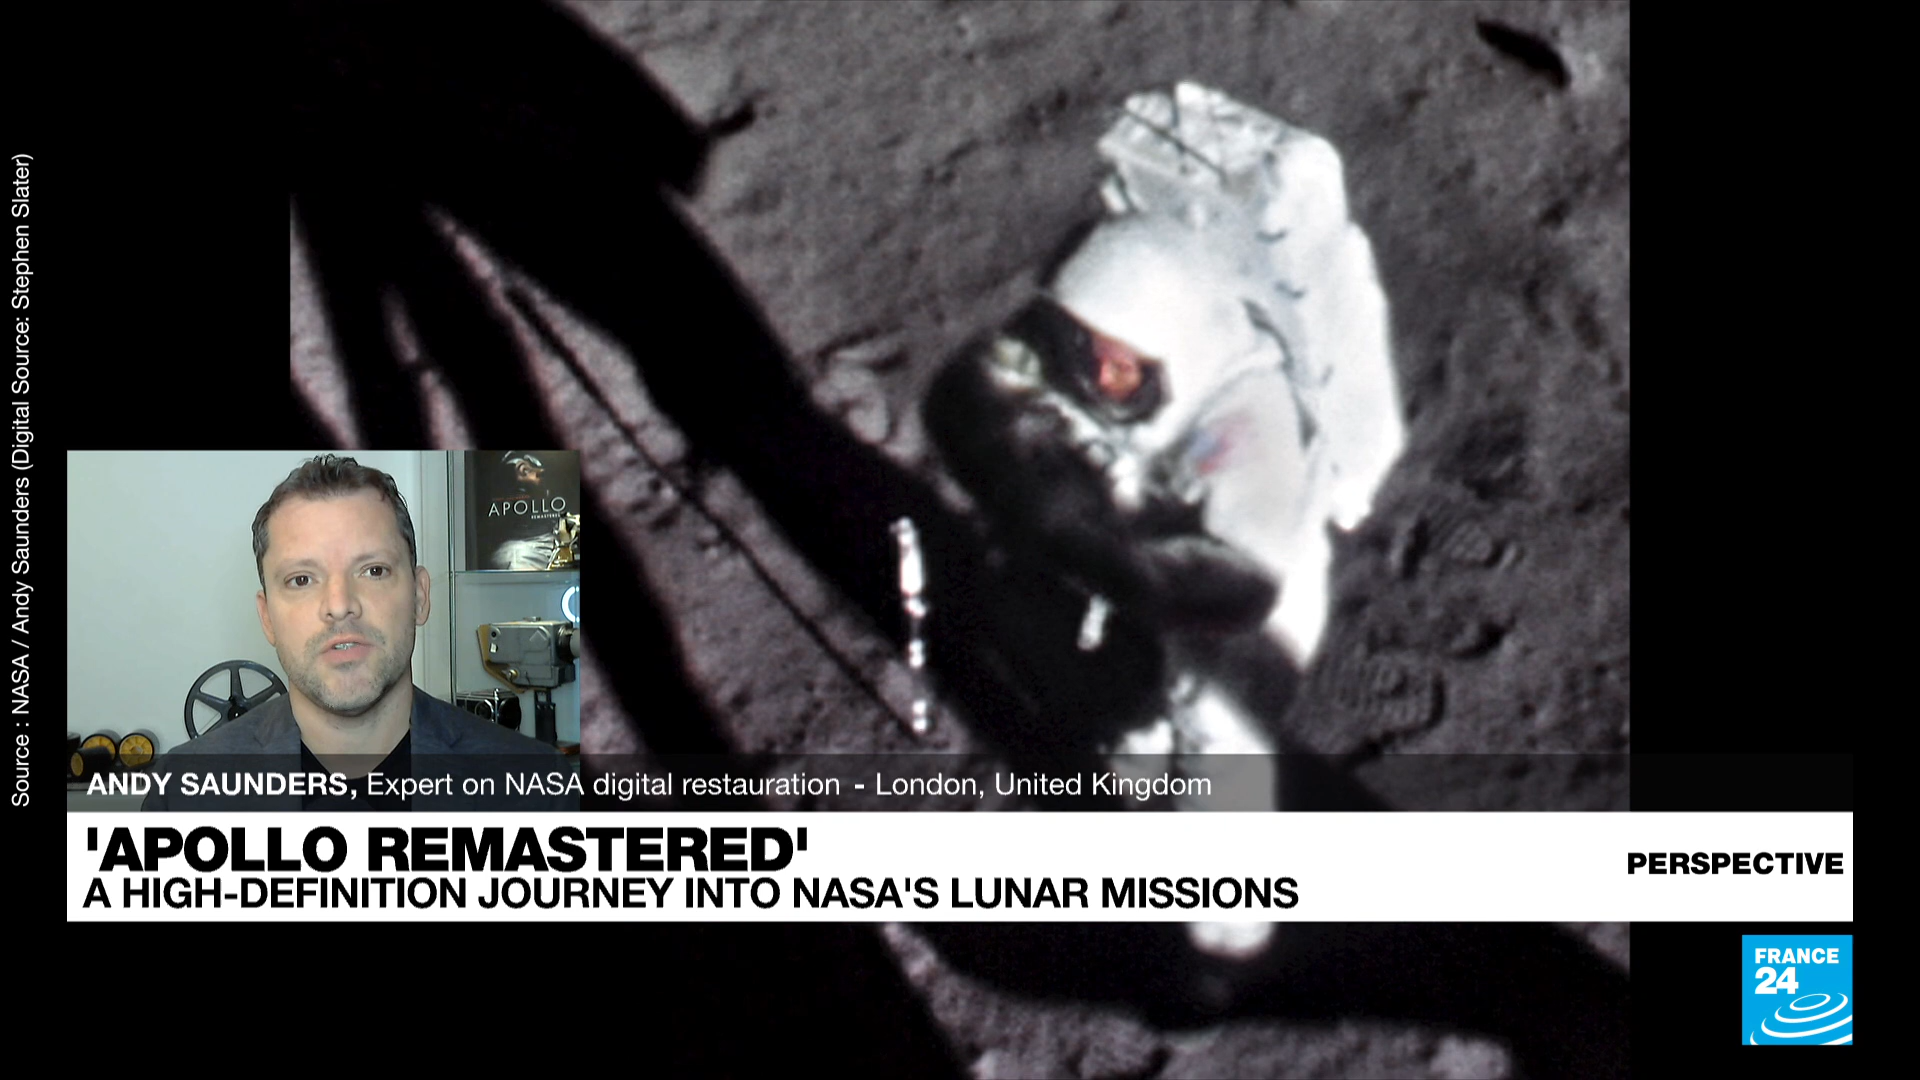 Source : NASA / Andy Saunders (Digital Source: Stephen Slater)
APOLLO
REMASTERED
ANDY SAUNDERS, Expert on NASA digital restauration - London, United Kingdom
'APOLLO REMASTERED'
A HIGH-DEFINITION JOURNEY INTO NASA'S LUNAR MISSIONS
PERSPECTIVE
FRANCE
24